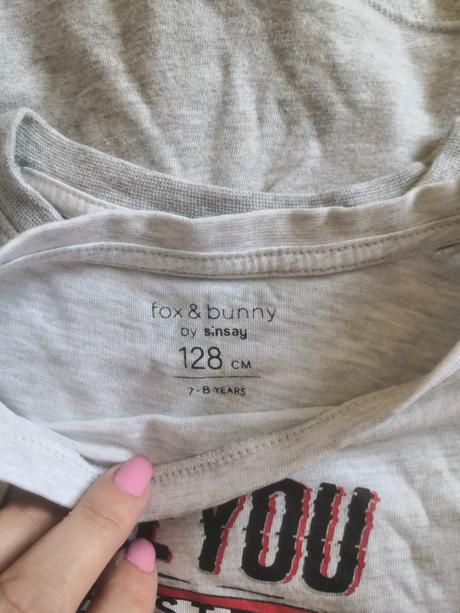 fox & bunny
by sinsay
128 CM
7-8 YEARS
YOU